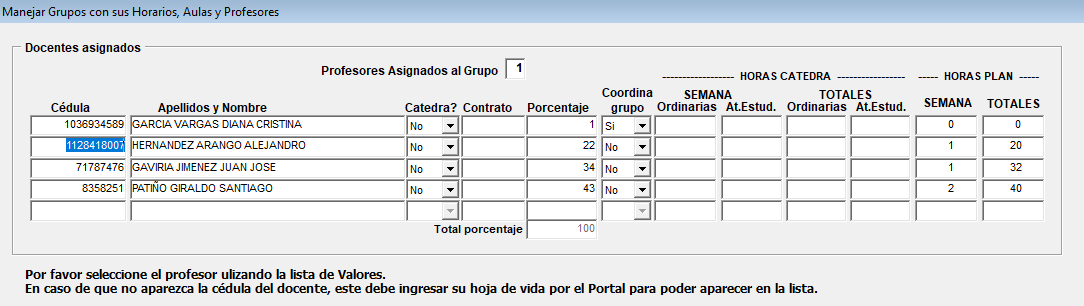 Manejar Grupos con sus Horarios, Aulas y Profesores
Docentes asignados
Profesores Asignados al Grupo 1
------------------ HORAS CATEDRA -----------------
----- HORAS PLAN -----
SEMANA TOTALES
Cédula Apellidos y Nombre Catedra? Contrato Porcentaje Coordina grupo Ordinarias At.Estud. Ordinarias At.Estud. SEMANA TOTALES
1036934589 GARCIA VARGAS DIANA CRISTINA No 1 Si 0 0
1128418007 HERNANDEZ ARANGO ALEJANDRO No 22 No 1 20
71787476 GAVIRIA JIMENEZ JUAN JOSE No 34 No 1 32
8358251 PATIÑO GIRALDO SANTIAGO No 43 No 2 40
Total porcentaje 100
Por favor seleccione el profesor ulizando la lista de Valores.
En caso de que no aparezca la cédula del docente, este debe ingresar su hoja de vida por el Portal para poder aparecer en la lista.